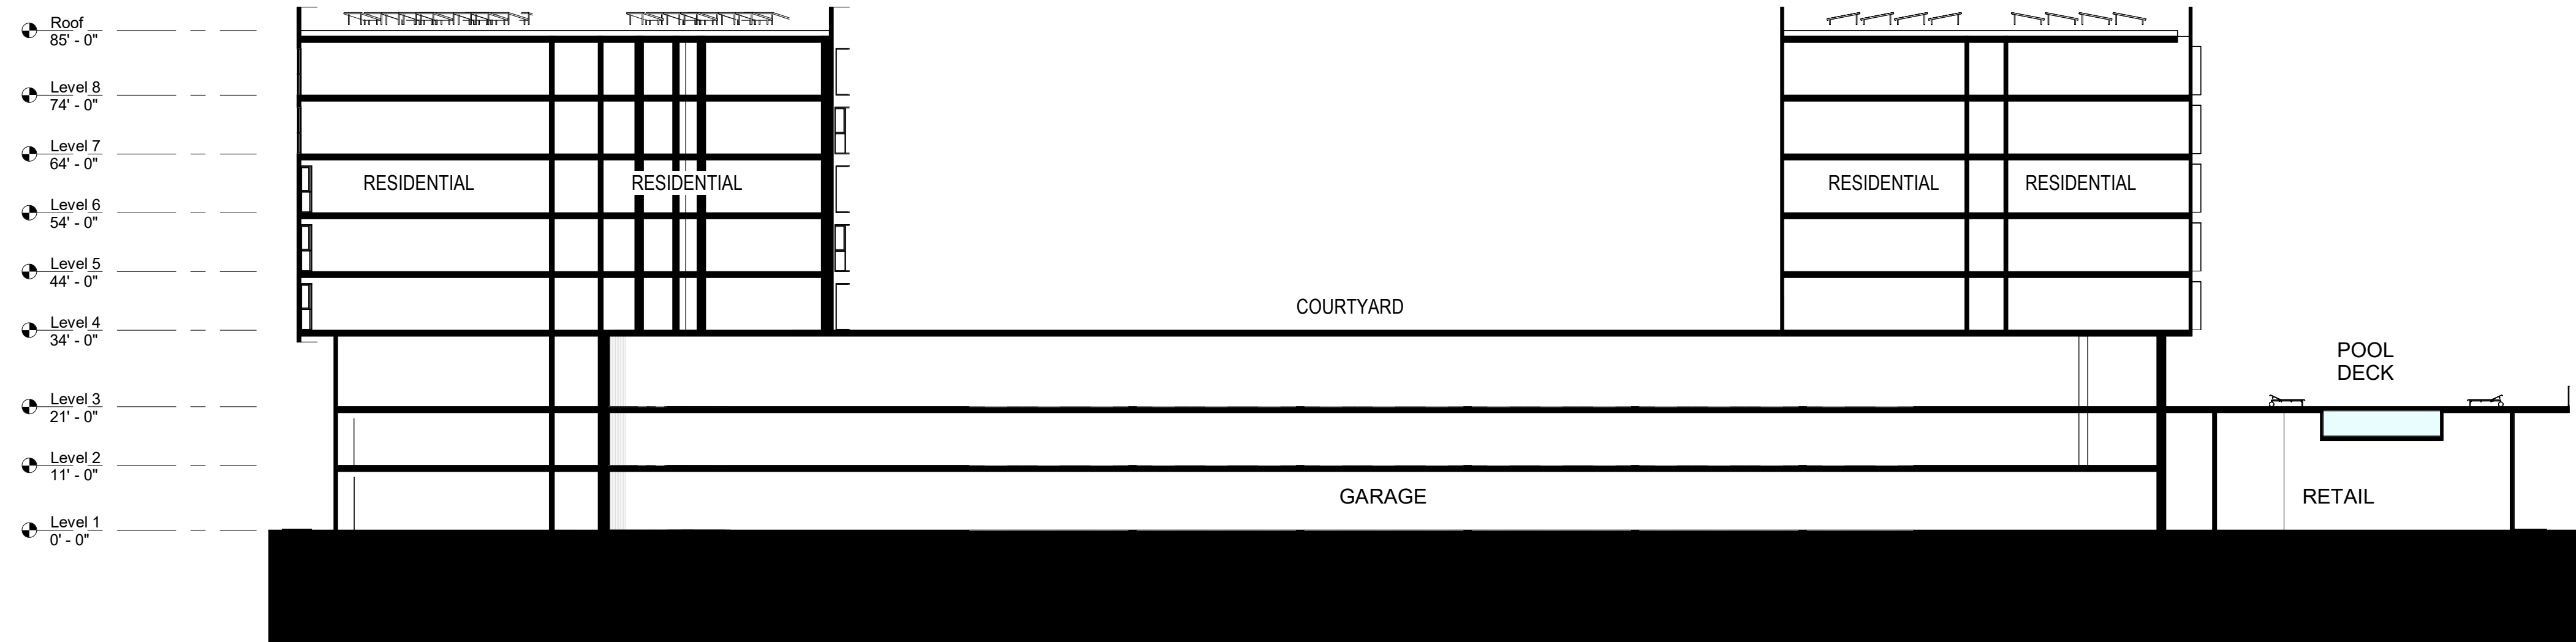 Roof
85' - 0"
Level 8
74' - 0"
Level 7
64' - 0"
RESIDENTIAL RESIDENTIAL RESIDENTIAL RESIDENTIAL
Level 6
54' - 0"
Level 5
44' - 0"
COURTYARD
Level 4
34' - 0"
POOL
DECK
Level 3
21' - 0"
Level 2
11' - 0"
GARAGE RETAIL
Level 1
0' - 0"